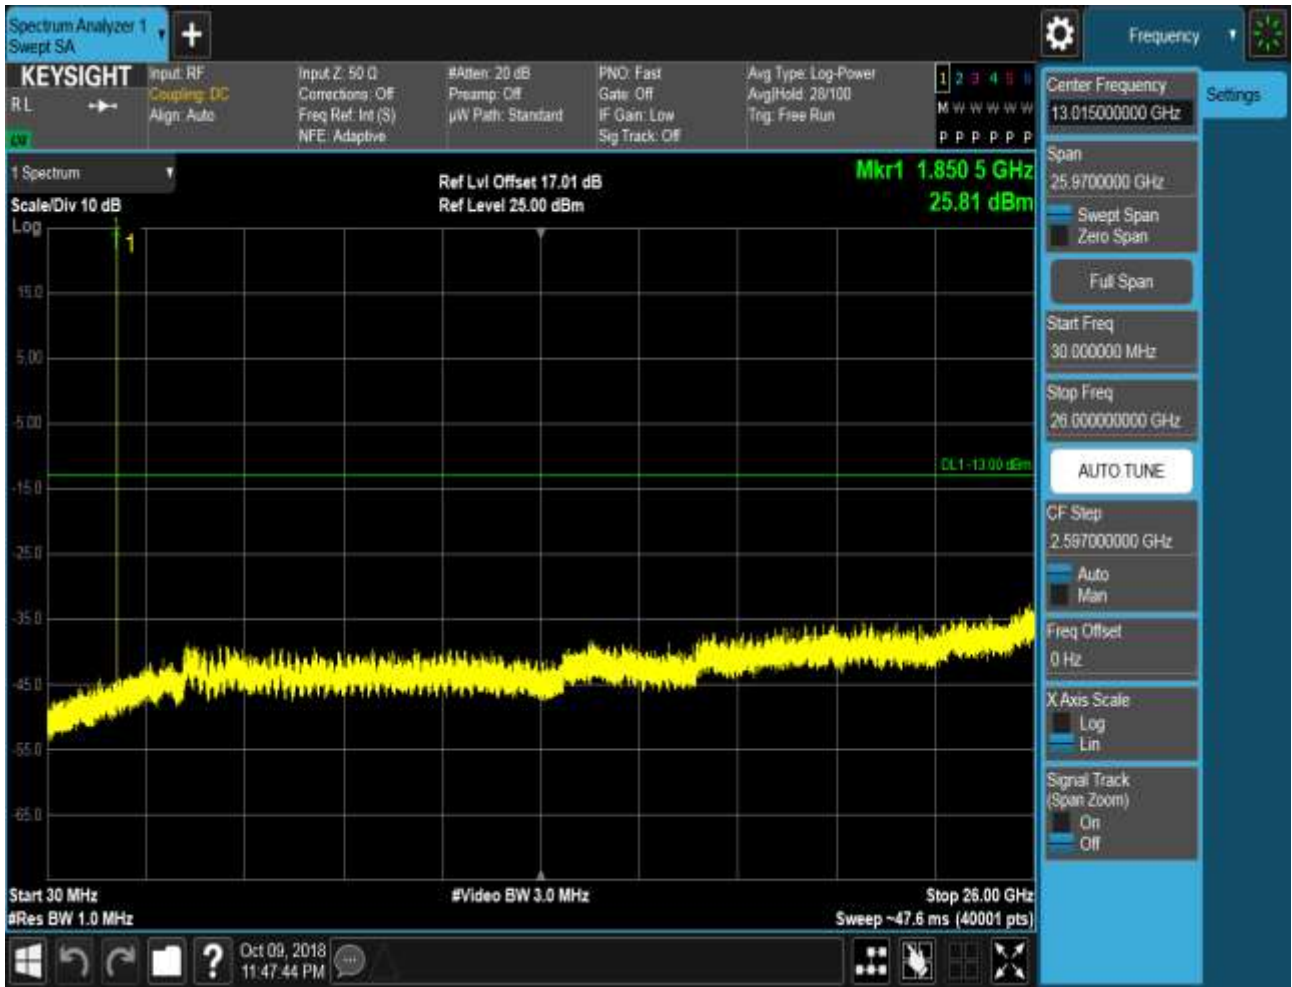 Spectrum Analyzer 1
Swept SA
Frequency
KEYSIGHT
R L
Input: RF
Coupling: DC
Align: Auto
Input Z: 50 Ω
Corrections: Off
Freq Ref: Int (S)
NFE: Adaptive
#Atten: 20 dB
Preamp: Off
µW Path: Standard
PNO: Fast
Gate: Off
IF Gain: Low
Sig Track: Off
Avg Type: Log-Power
Avg|Hold: 28/100
Trig: Free Run
1 2 3 4 5 6
M W W W W W
P P P P P P
1 Spectrum
Scale/Div 10 dB
Log
Ref Lvl Offset 17.01 dB
Ref Level 25.00 dBm
Mkr1 1.850 5 GHz
25.81 dBm
1
15.0
5.00
-5.00
DL1 -13.00 dBm
-15.0
-25.0
-35.0
-45.0
-55.0
-65.0
Start 30 MHz
#Res BW 1.0 MHz
#Video BW 3.0 MHz
Stop 26.00 GHz
Sweep ~47.6 ms (40001 pts)
Oct 09, 2018
11:47:44 PM
?
Center Frequency
13.015000000 GHz
Settings
Span
25.9700000 GHz
Swept Span
Zero Span
Full Span
Start Freq
30.000000 MHz
Stop Freq
26.000000000 GHz
AUTO TUNE
CF Step
2.597000000 GHz
Auto
Man
Freq Offset
0 Hz
X Axis Scale
Log
Lin
Signal Track
(Span Zoom)
On
Off